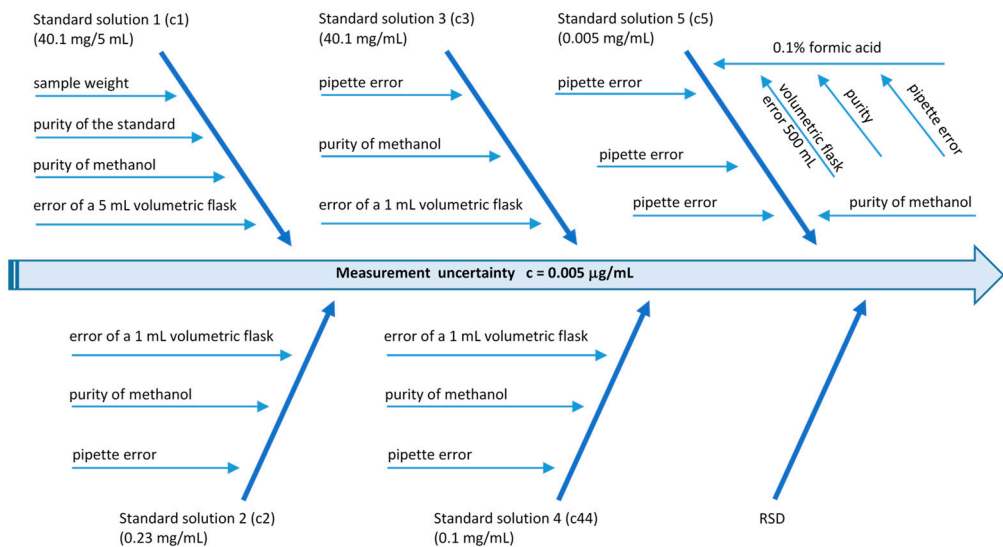 Standard solution 1 (c1)
(40.1 mg/5 mL)
sample weight
purity of the standard
purity of methanol
error of a 5 mL volumetric flask
Standard solution 3 (c3)
(40.1 mg/mL)
pipette error
purity of methanol
error of a 1 mL volumetric flask
Standard solution 5 (c5)
(0.005 mg/mL)
pipette error
pipette error
pipette error
0.1% formic acid
volumetric flask
error 500 mL
purity
pipette error
purity of methanol
Measurement uncertainty c = 0.005 µg/mL
error of a 1 mL volumetric flask
purity of methanol
pipette error
Standard solution 2 (c2)
(0.23 mg/mL)
error of a 1 mL volumetric flask
purity of methanol
pipette error
Standard solution 4 (c44)
(0.1 mg/mL)
RSD